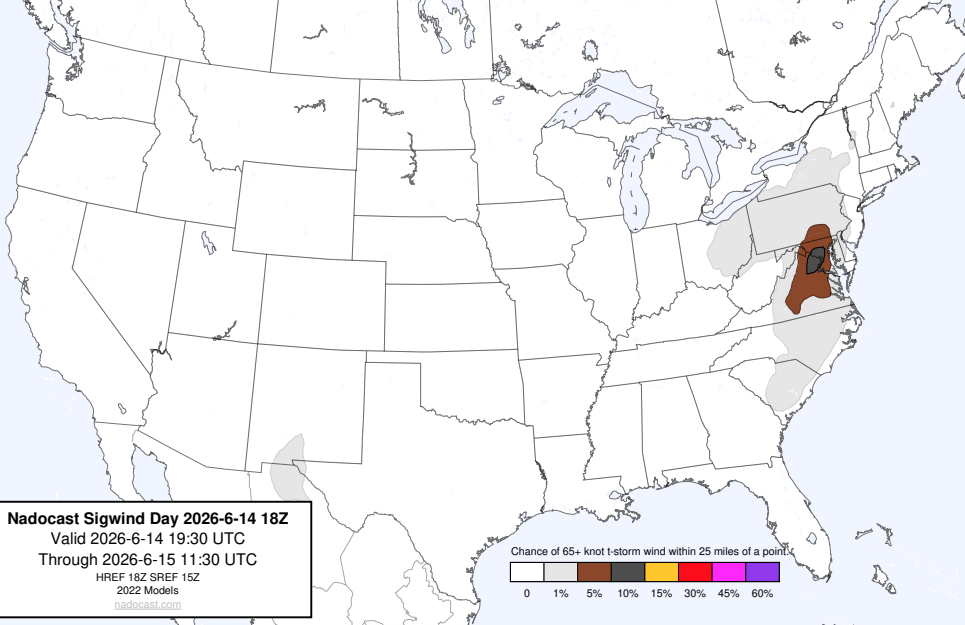 Nadocast Sigwind Day 2026-6-14 18Z
Valid 2026-6-14 19:30 UTC
Through 2026-6-15 11:30 UTC
HREF 18Z SREF 15Z
2022 Models
nadocast.com
Chance of 65+ knot t-storm wind within 25 miles of a point.
0 1% 5% 10% 15% 30% 45% 60%